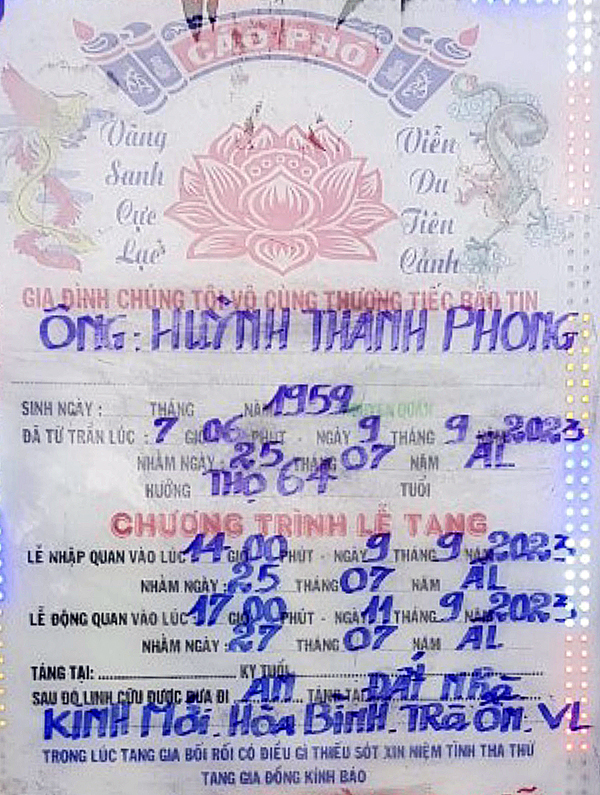 CÁO PHÓ
Vãng Sanh Cực Lạc
Viễn Du Tiên Cảnh
GIA ĐÌNH CHÚNG TÔI VÔ CÙNG THƯƠNG TIẾC BÁO TIN
ÔNG: HUỲNH THANH PHONG
SINH NGÀY : THÁNG NĂM 1959
ĐÃ TỪ TRẦN LÚC : 7 GIỜ 06 PHÚT - NGÀY 9 THÁNG 9 NĂM 2023
NHẰM NGÀY 25 THÁNG 07 NĂM ÂL
HƯỞNG THỌ 64 TUỔI
CHƯƠNG TRÌNH LỄ TANG
LỄ NHẬP QUAN VÀO LÚC 14 GIỜ 00 PHÚT - NGÀY 9 THÁNG 9 NĂM 2023
NHẰM NGÀY 25 THÁNG 07 NĂM ÂL
LỄ ĐỘNG QUAN VÀO LÚC 17 GIỜ 00 PHÚT - NGÀY 11 THÁNG 9 NĂM 2023
NHẰM NGÀY 27 THÁNG 07 NĂM ÂL
TÁNG TẠI: KỴ TUỔI
SAU ĐÓ LINH CỮU ĐƯỢC ĐƯA ĐI AN TÁNG TẠI ĐẤT NHÀ
KINH MỚI. HÒA BÌNH. TRÀ ÔN. VL
TRONG LÚC TANG GIA BỐI RỐI CÓ ĐIỀU GÌ THIẾU SÓT XIN NIỆM TÌNH THA THỨ
TANG GIA ĐỒNG KÍNH BÁO